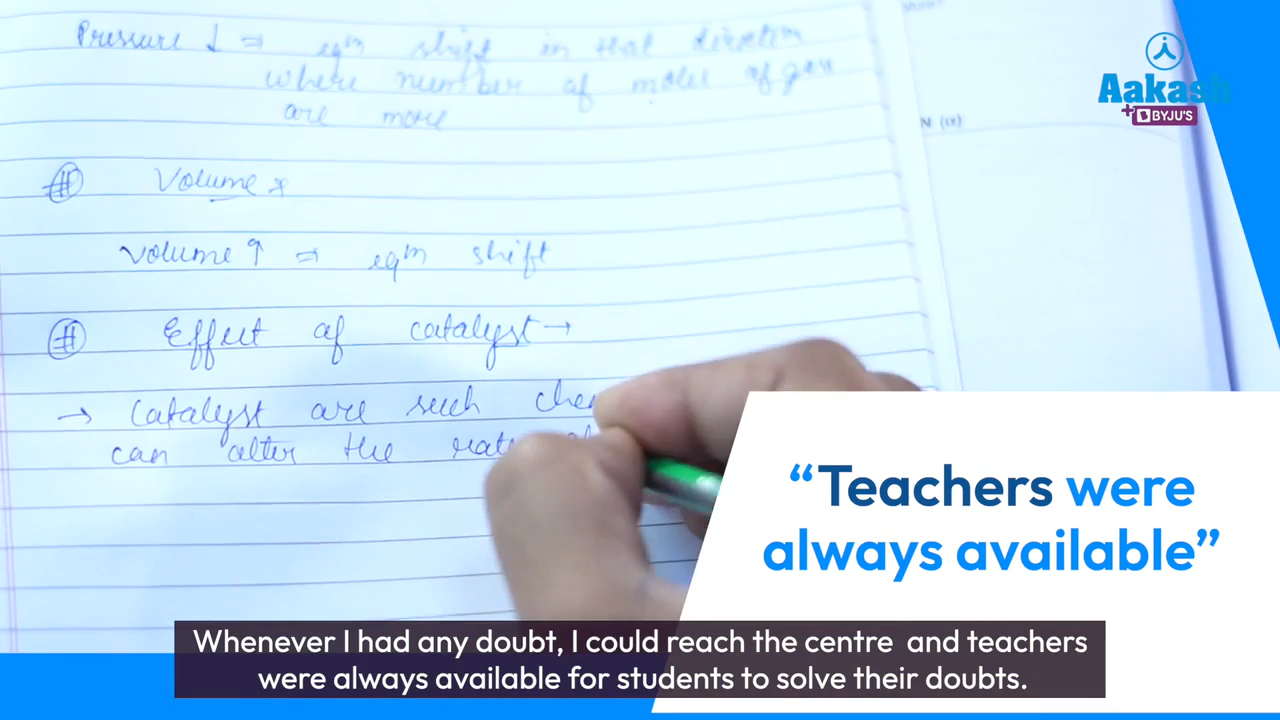 Pressure ↓ ⇒ eqᵐ shift in that direction
where number of moles of gas
are more
Volume
Volume ↑ ⇒ eqᵐ shift
Effect of catalyst →
→ Catalyst are such
can alter the rate
N (α)
Aakash
+ BYJU'S
“Teachers were
always available”
Whenever I had any doubt, I could reach the centre and teachers
were always available for students to solve their doubts.